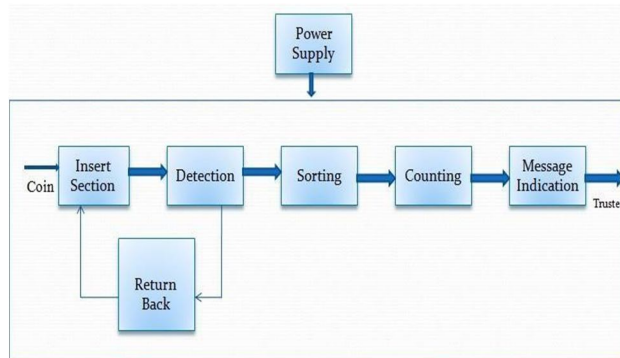 Power
Supply
Coin
Insert
Section
Detection
Sorting
Counting
Message
Indication
Return
Back